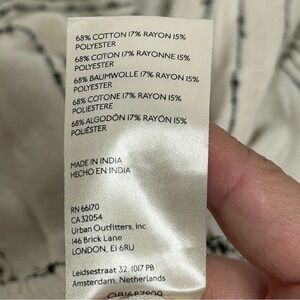 68% COTTON 17% RAYON 15%
POLYESTER
68% COTON 17% RAYONNE 15%
POLYESTER
68% BAUMWOLLE 17% RAYON 15%
POLYESTER
68% COTONE 17% RAYON 15%
POLIESTERE
68% ALGODÓN 17% RAYÓN 15%
POLIÉSTER
MADE IN INDIA
HECHO EN INDIA
RN 66170
CA 32054
Urban Outfitters, Inc
146 Brick Lane
LONDON, E1 6RU
Leidsestraat 32, 1017 PB
Amsterdam, Netherlands